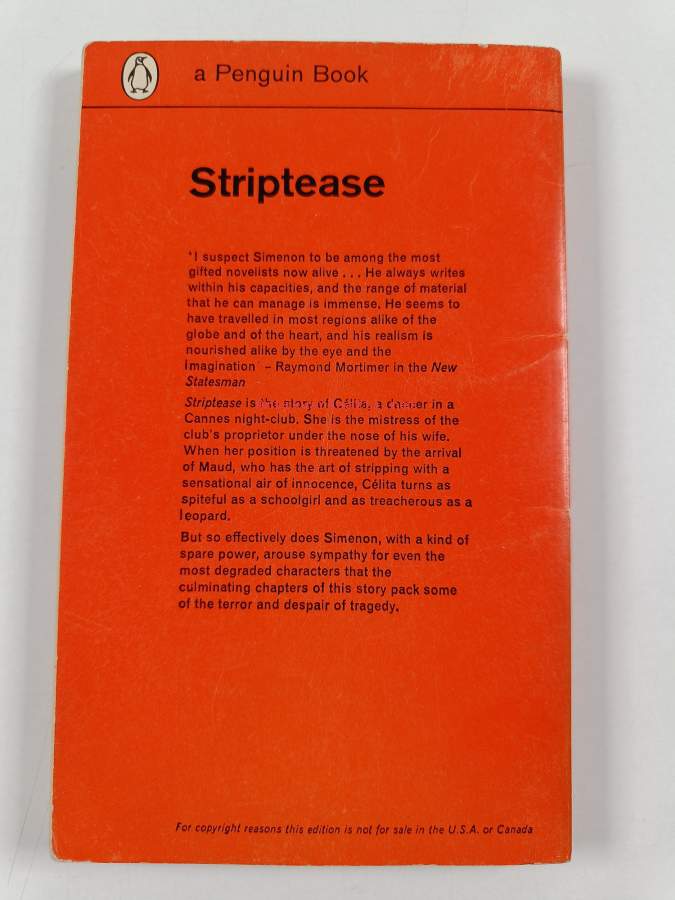 a Penguin Book
Striptease
'I suspect Simenon to be among the most
gifted novelists now alive . . . He always writes
within his capacities, and the range of material
that he can manage is immense. He seems to
have travelled in most regions alike of the
globe and of the heart, and his realism is
nourished alike by the eye and the
imagination – Raymond Mortimer in the New
Statesman
Striptease is the story of Célita, a dancer in a
Cannes night-club. She is the mistress of the
club's proprietor under the nose of his wife.
When her position is threatened by the arrival
of Maud, who has the art of stripping with a
sensational air of innocence, Célita turns as
spiteful as a schoolgirl and as treacherous as a
leopard.
But so effectively does Simenon, with a kind of
spare power, arouse sympathy for even the
most degraded characters that the
culminating chapters of this story pack some
of the terror and despair of tragedy.
For copyright reasons this edition is not for sale in the U.S.A. or Canada